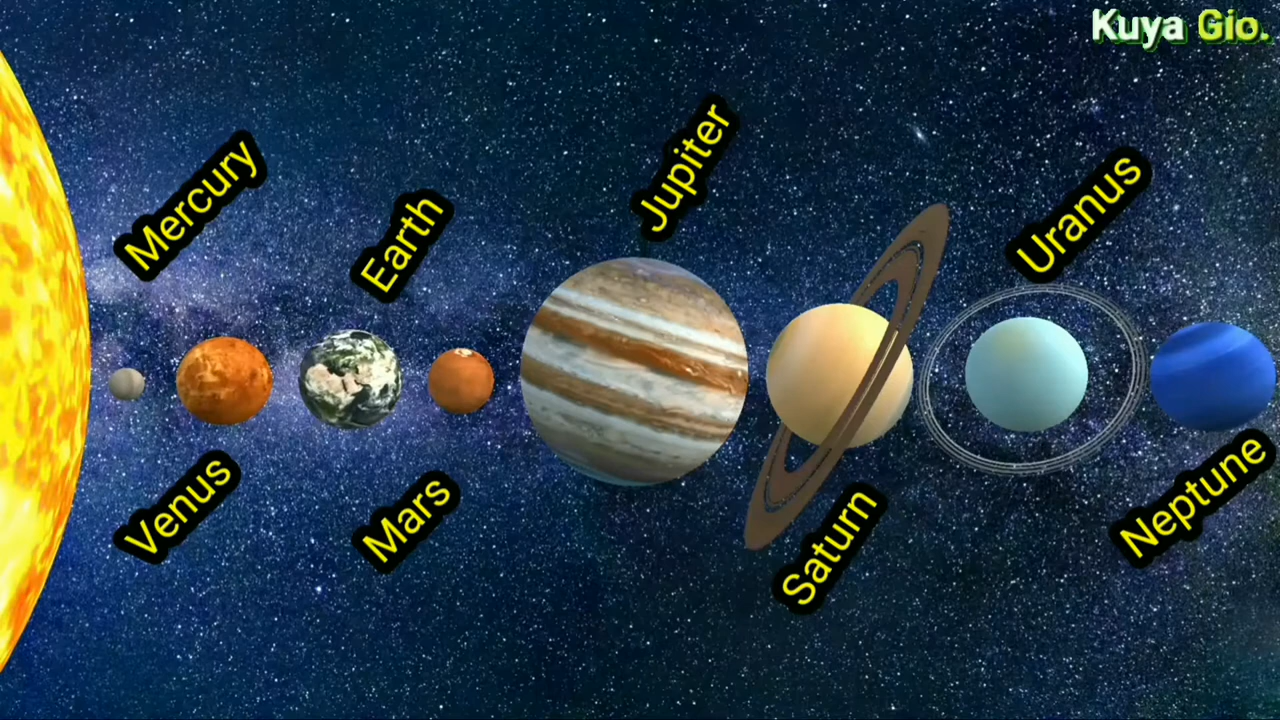 Kuya Gio.
Mercury
Venus
Earth
Mars
Jupiter
Saturn
Uranus
Neptune